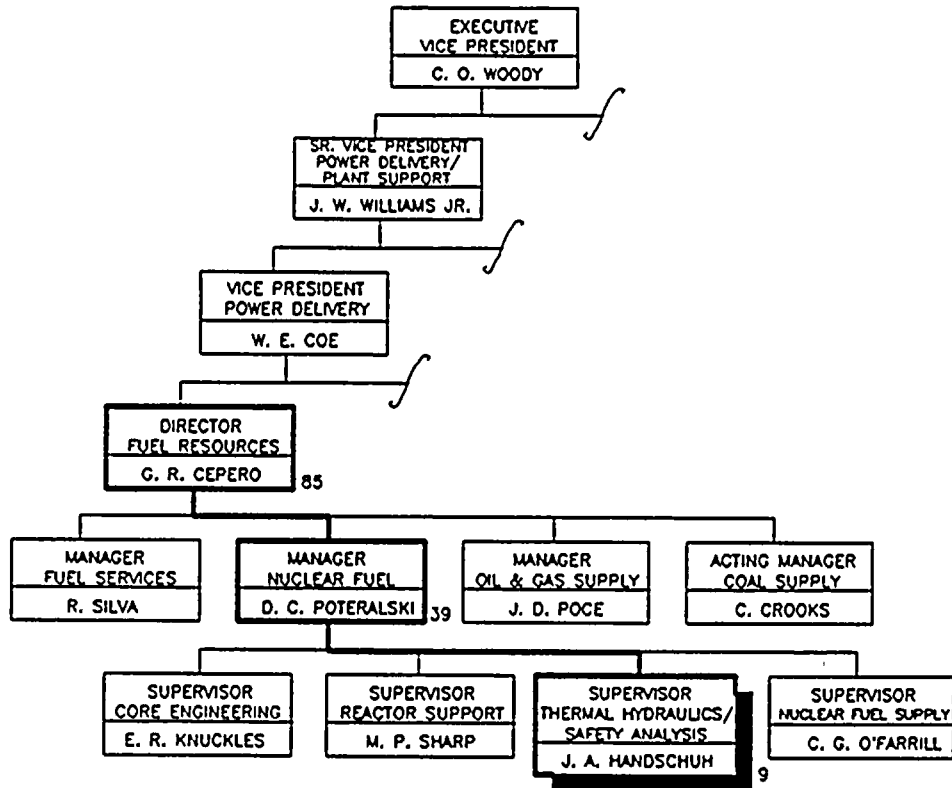 EXECUTIVE
VICE PRESIDENT
C. O. WOODY
SR. VICE PRESIDENT
POWER DELIVERY/
PLANT SUPPORT
J. W. WILLIAMS JR.
VICE PRESIDENT
POWER DELIVERY
W. E. COE
DIRECTOR
FUEL RESOURCES
G. R. CEPERO
85
MANAGER
FUEL SERVICES
R. SILVA
MANAGER
NUCLEAR FUEL
D. C. POTERALSKI
39
MANAGER
OIL & GAS SUPPLY
J. D. POCE
ACTING MANAGER
COAL SUPPLY
C. CROOKS
SUPERVISOR
CORE ENGINEERING
E. R. KNUCKLES
SUPERVISOR
REACTOR SUPPORT
M. P. SHARP
SUPERVISOR
THERMAL HYDRAULICS/
SAFETY ANALYSIS
J. A. HANDSCHUH
9
SUPERVISOR
NUCLEAR FUEL SUPPLY
C. G. O'FARRILL